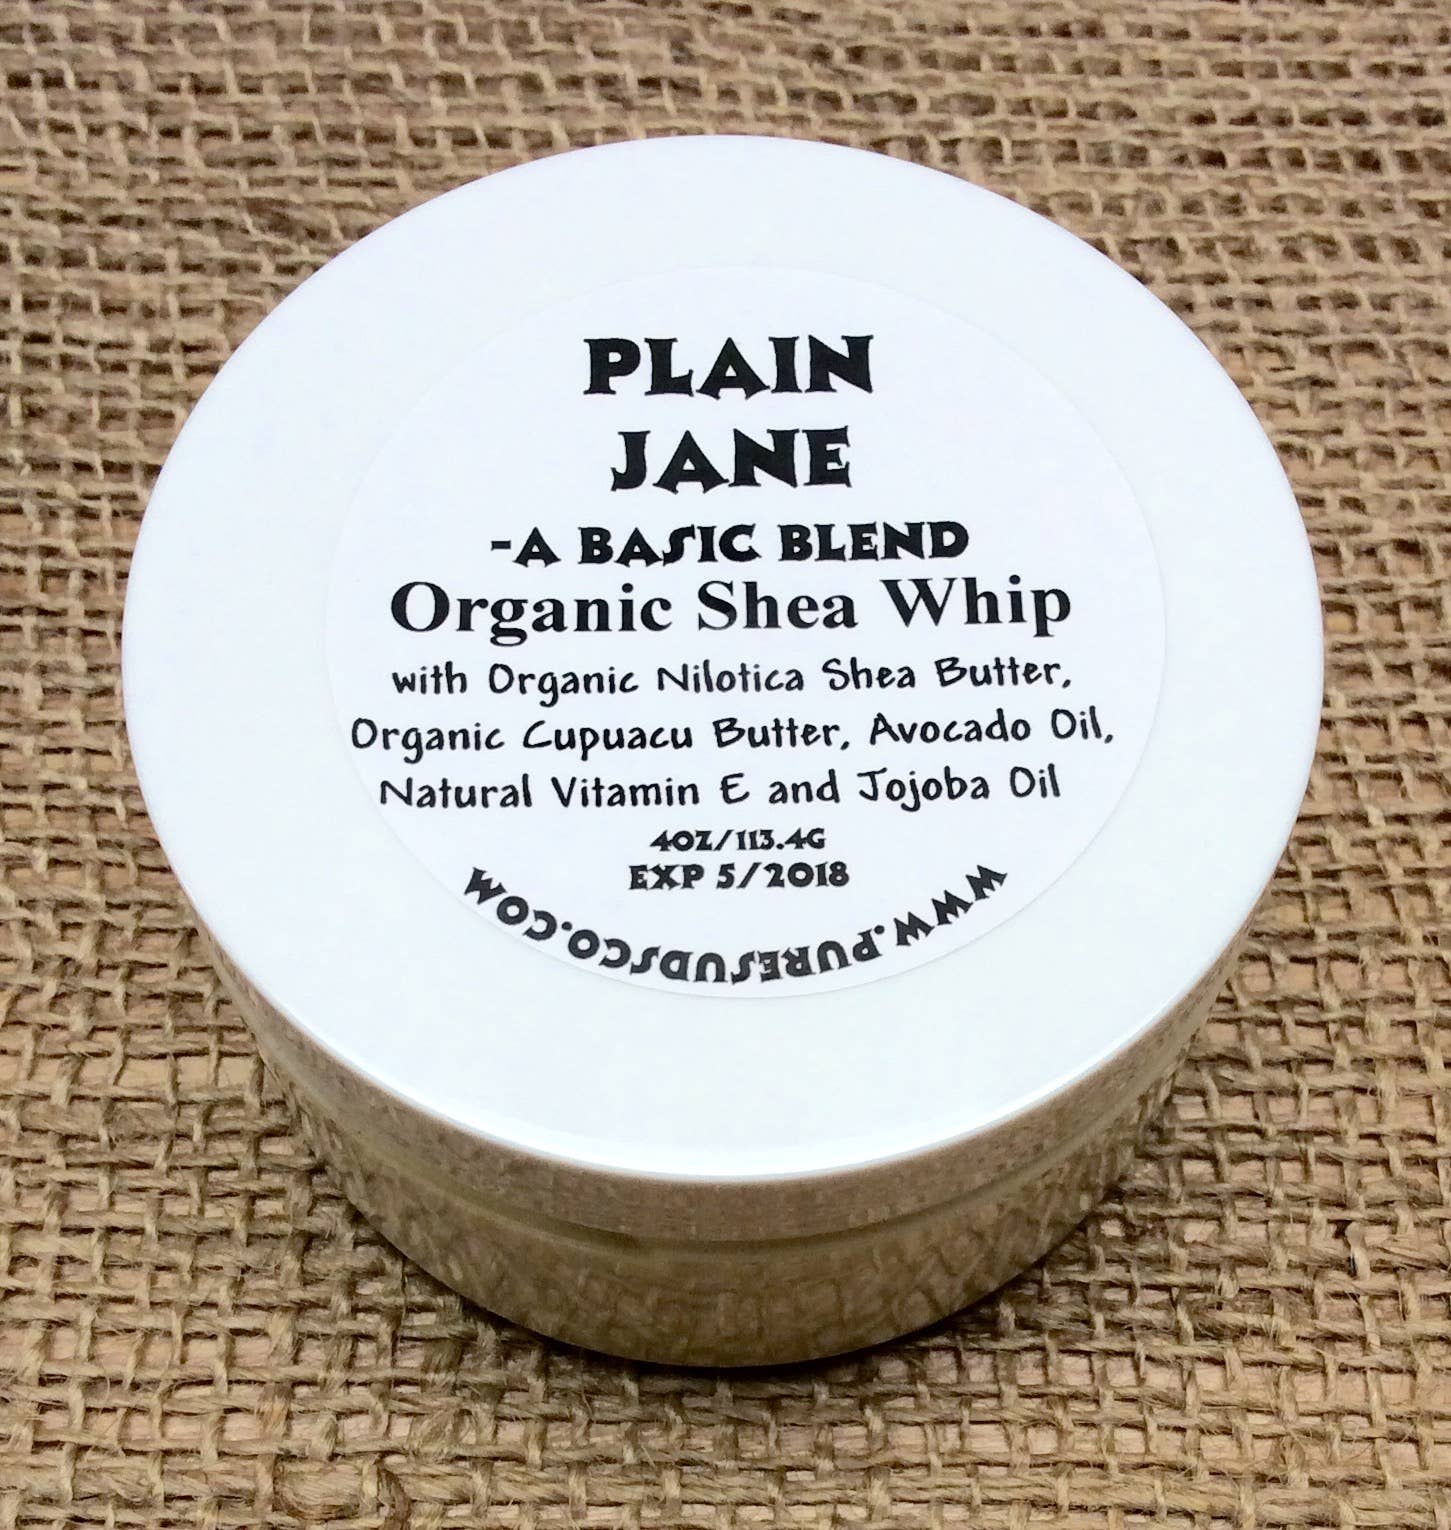 PLAIN
JANE
-A BASIC BLEND
Organic Shea Whip
with Organic Nilotica Shea Butter,
Organic Cupuacu Butter, Avocado Oil,
Natural Vitamin E and Jojoba Oil
4OZ/113.4G
EXP 5/2018
WWW.PURESUDSCO.COM